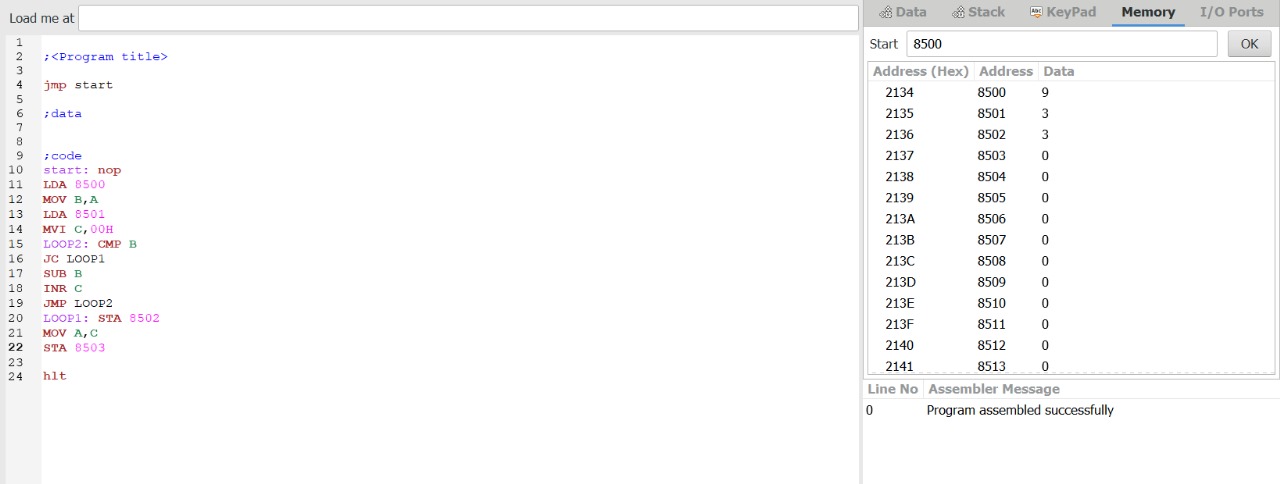 Load me at
1
2 ;<Program title>
3
4 jmp start
5
6 ;data
7
8
9 ;code
10 start: nop
11 LDA 8500
12 MOV B,A
13 LDA 8501
14 MVI C,00H
15 LOOP2: CMP B
16 JC LOOP1
17 SUB B
18 INR C
19 JMP LOOP2
20 LOOP1: STA 8502
21 MOV A,C
22 STA 8503
23
24 hlt
Data Stack KeyPad Memory I/O Ports
Start 8500 OK
Address (Hex) Address Data
2134 8500 9
2135 8501 3
2136 8502 3
2137 8503 0
2138 8504 0
2139 8505 0
213A 8506 0
213B 8507 0
213C 8508 0
213D 8509 0
213E 8510 0
213F 8511 0
2140 8512 0
2141 8513 0
Line No Assembler Message
0 Program assembled successfully